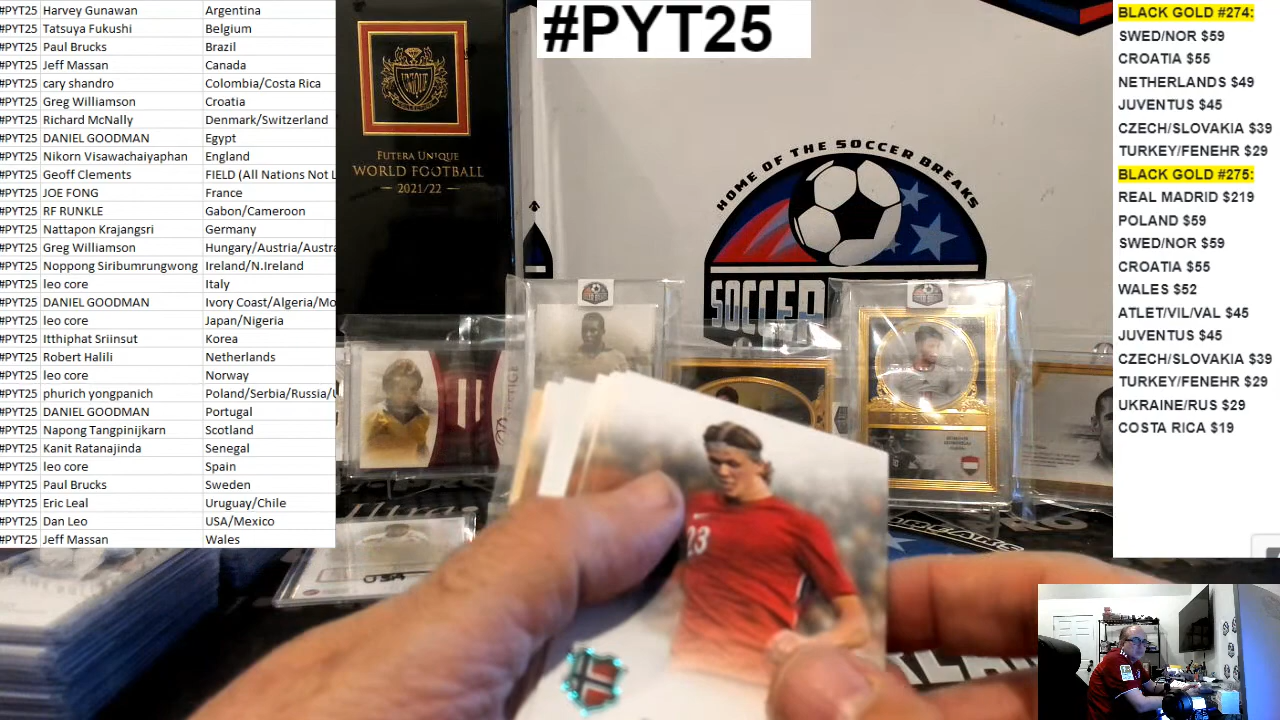 #PYT25 Harvey Gunawan Argentina
#PYT25 Tatsuya Fukushi Belgium
#PYT25 Paul Brucks Brazil
#PYT25 Jeff Massan Canada
#PYT25 cary shandro Colombia/Costa Rica
#PYT25 Greg Williamson Croatia
#PYT25 Richard McNally Denmark/Switzerland
#PYT25 DANIEL GOODMAN Egypt
#PYT25 Nikorn Visawachaiyaphan England
#PYT25 Geoff Clements FIELD (All Nations Not L
#PYT25 JOE FONG France
#PYT25 RF RUNKLE Gabon/Cameroon
#PYT25 Nattapon Krajangsri Germany
#PYT25 Greg Williamson Hungary/Austria/Austra
#PYT25 Noppong Siribumrungwong Ireland/N.Ireland
#PYT25 leo core Italy
#PYT25 DANIEL GOODMAN Ivory Coast/Algeria/Mo
#PYT25 leo core Japan/Nigeria
#PYT25 Itthiphat Sriinsut Korea
#PYT25 Robert Halili Netherlands
#PYT25 leo core Norway
#PYT25 phurich yongpanich Poland/Serbia/Russia/U
#PYT25 DANIEL GOODMAN Portugal
#PYT25 Napong Tangpinijkarn Scotland
#PYT25 Kanit Ratanajinda Senegal
#PYT25 leo core Spain
#PYT25 Paul Brucks Sweden
#PYT25 Eric Leal Uruguay/Chile
#PYT25 Dan Leo USA/Mexico
#PYT25 Jeff Massan Wales
UNIQUE
FUTERA UNIQUE
WORLD FOOTBALL
2021/22
#PYT25
HOME OF THE SOCCER BREAKS
SOCCER
11
23
BLACK GOLD #274:
SWED/NOR $59
CROATIA $55
NETHERLANDS $49
JUVENTUS $45
CZECH/SLOVAKIA $39
TURKEY/FENEHR $29
BLACK GOLD #275:
REAL MADRID $219
POLAND $59
SWED/NOR $59
CROATIA $55
WALES $52
ATLET/VIL/VAL $45
JUVENTUS $45
CZECH/SLOVAKIA $39
TURKEY/FENEHR $29
UKRAINE/RUS $29
COSTA RICA $19